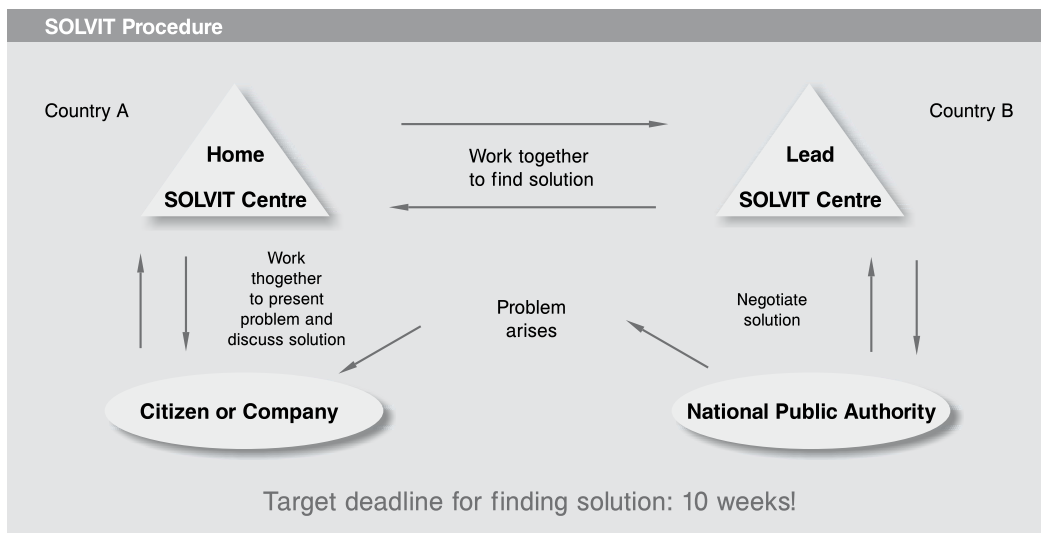 SOLVIT Procedure
Country A
Home
SOLVIT Centre
Work together
to find solution
Lead
SOLVIT Centre
Country B
Work
thogether
to present
problem and
discuss solution
Problem
arises
Negotiate
solution
Citizen or Company
National Public Authority
Target deadline for finding solution: 10 weeks!